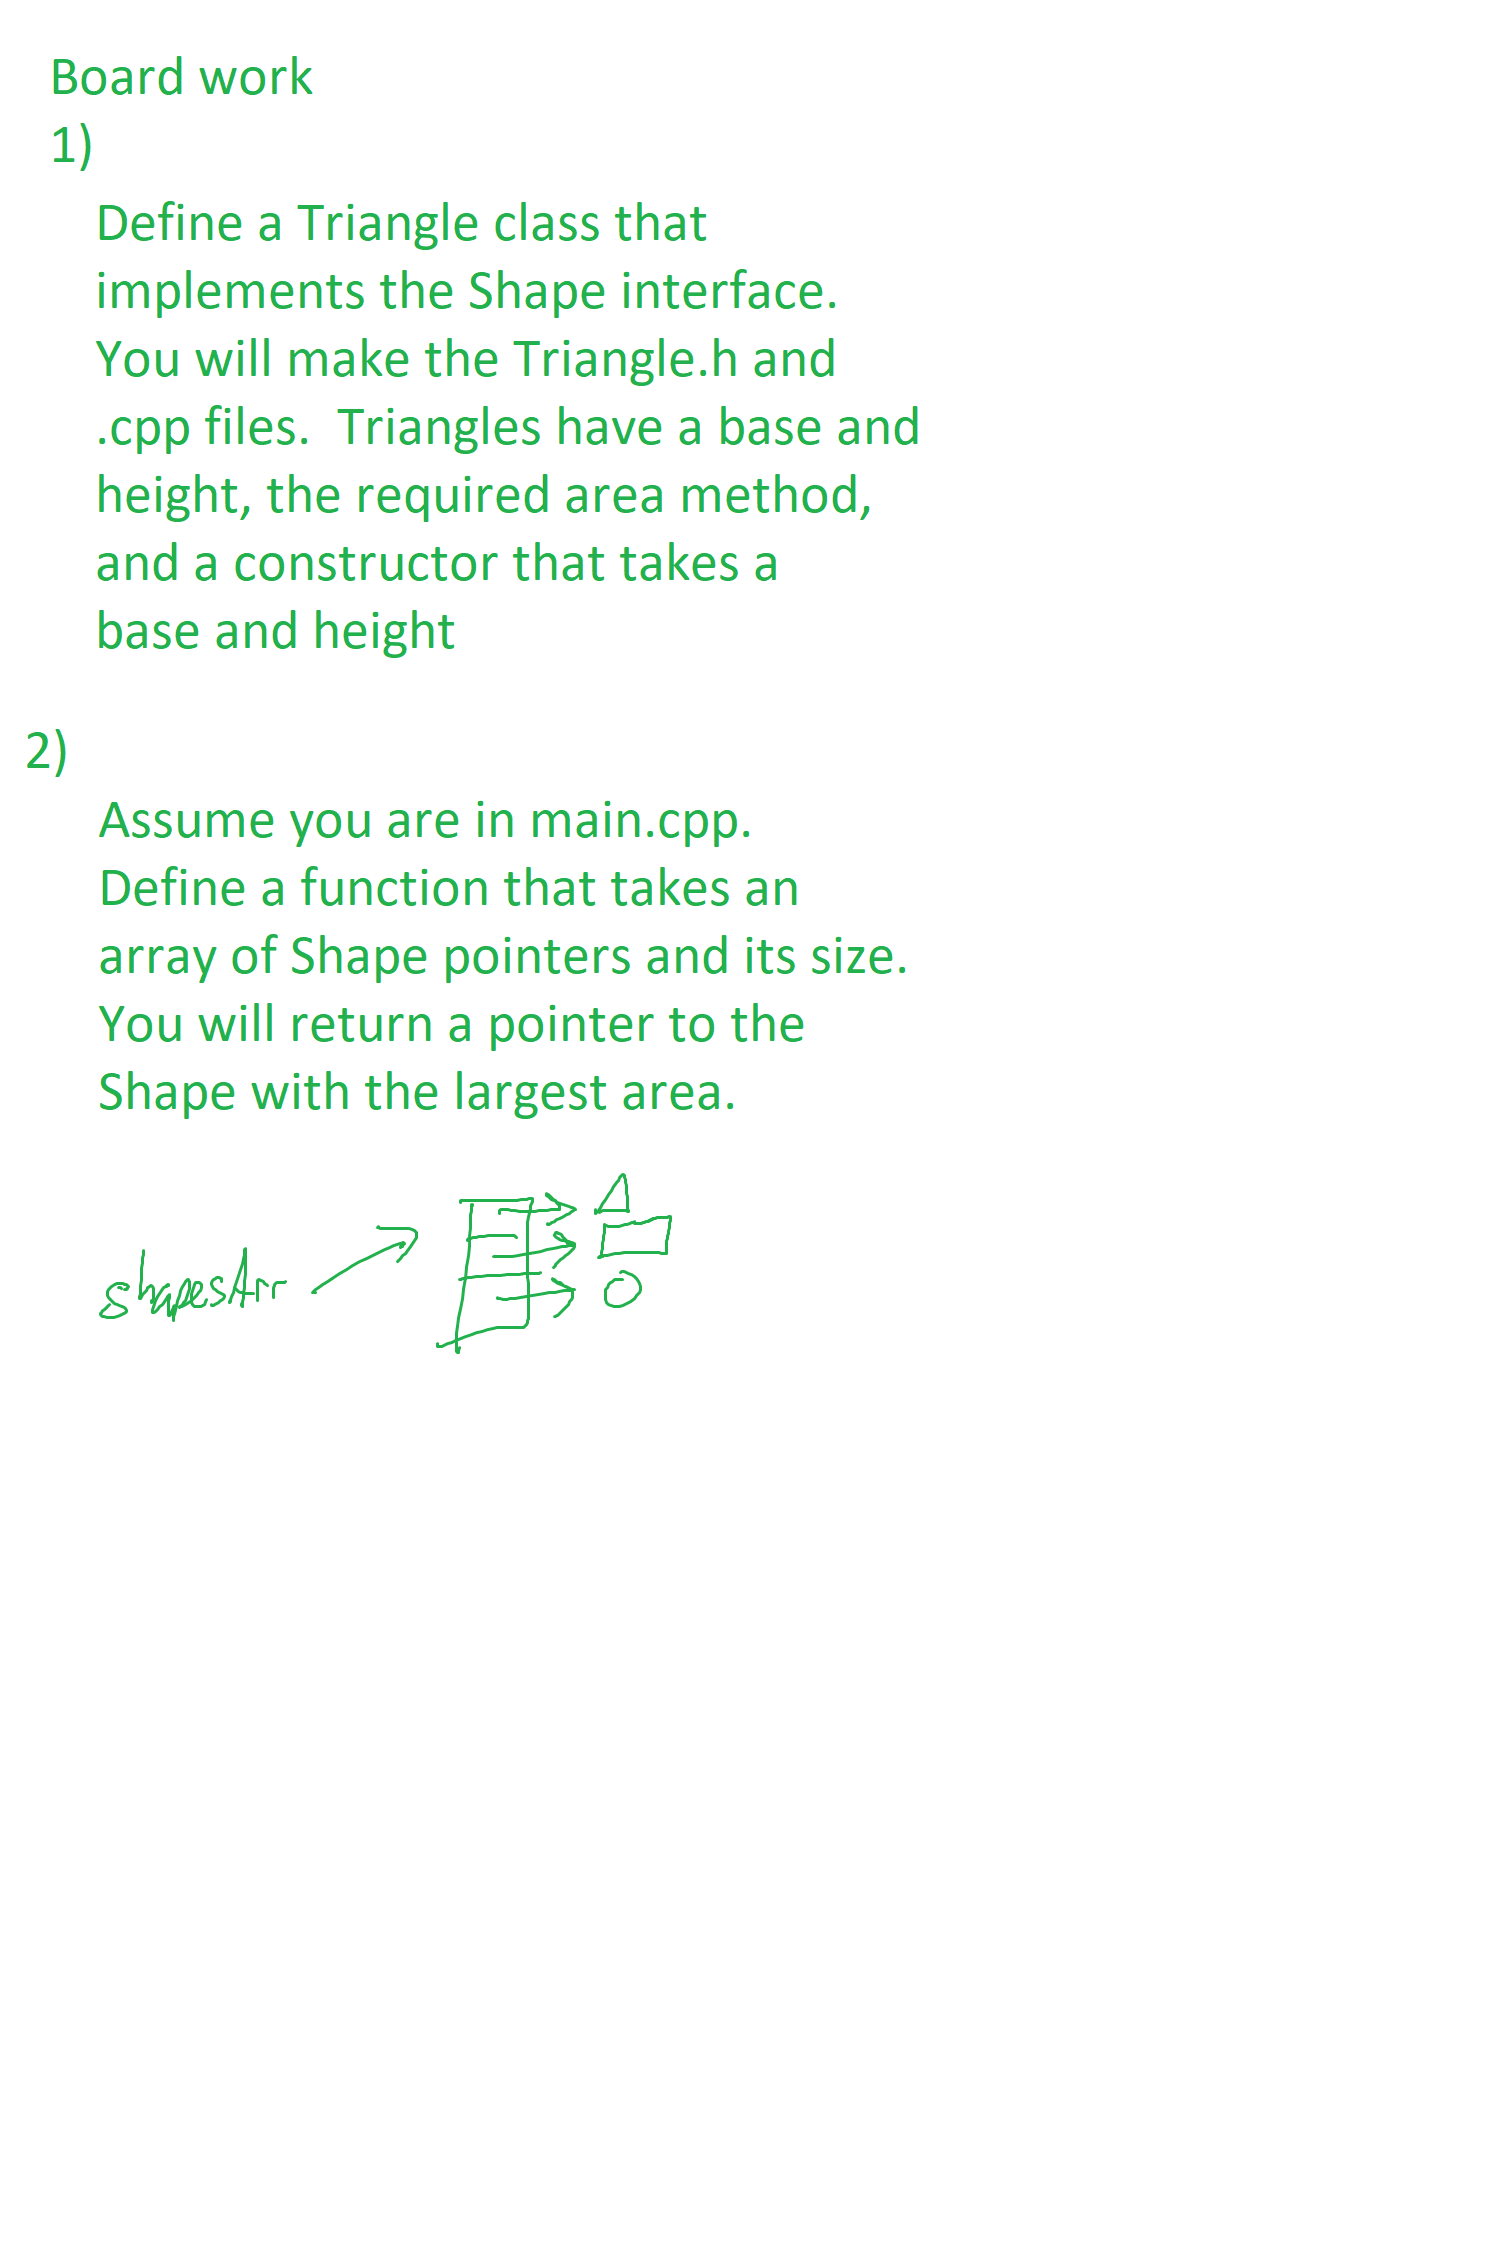 Board work
1)
Define a Triangle class that
implements the Shape interface.
You will make the Triangle.h and
.cpp files.  Triangles have a base and
height, the required area method,
and a constructor that takes a
base and height
2)
Assume you are in main.cpp.
Define a function that takes an
array of Shape pointers and its size.
You will return a pointer to the
Shape with the largest area.
shapesArr